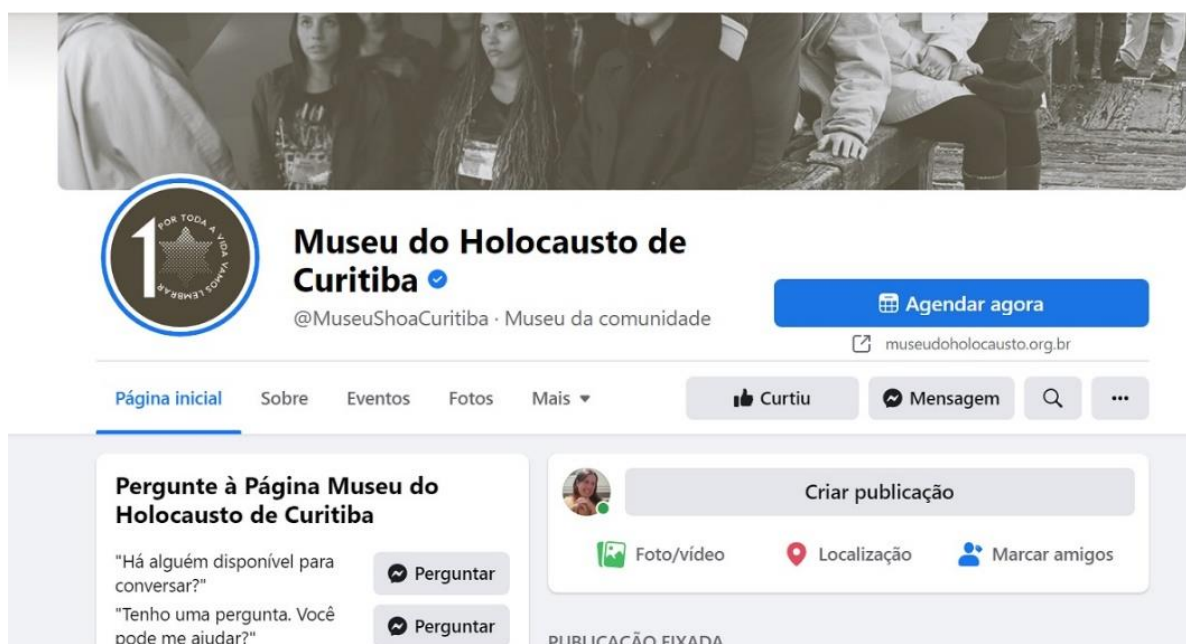 1
POR TODA A VIDA VAMOS LEMBRAR
Museu do Holocausto de
Curitiba
@MuseuShoaCuritiba · Museu da comunidade
Agendar agora
museudoholocausto.org.br
Página inicial
Sobre
Eventos
Fotos
Mais
Curtiu
Mensagem
Pergunte à Página Museu do
Holocausto de Curitiba
"Há alguém disponível para
conversar?"
Perguntar
"Tenho uma pergunta. Você
pode me ajudar?"
Perguntar
Criar publicação
Foto/vídeo
Localização
Marcar amigos
PUBLICAÇÃO FIXADA